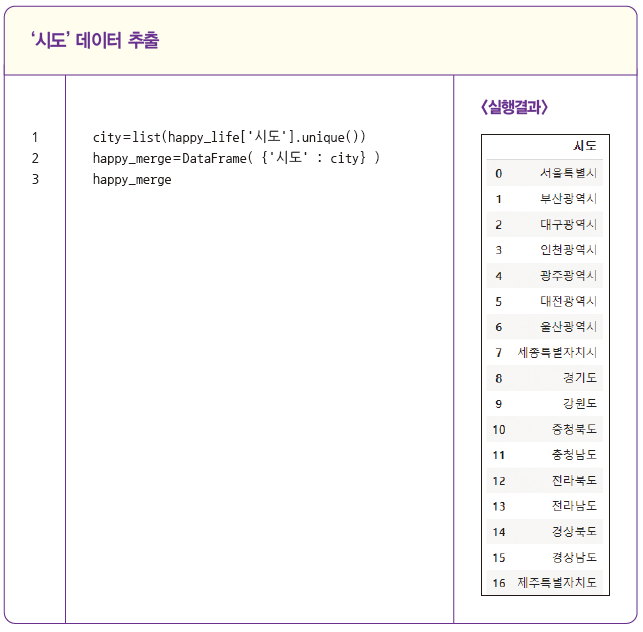 ‘시도’ 데이터 추출
<실행결과>
1 city=list(happy_life['시도'].unique())
2 happy_merge=DataFrame( {'시도' : city} )
3 happy_merge
시도
0 서울특별시
1 부산광역시
2 대구광역시
3 인천광역시
4 광주광역시
5 대전광역시
6 울산광역시
7 세종특별자치시
8 경기도
9 강원도
10 충청북도
11 충청남도
12 전라북도
13 전라남도
14 경상북도
15 경상남도
16 제주특별자치도